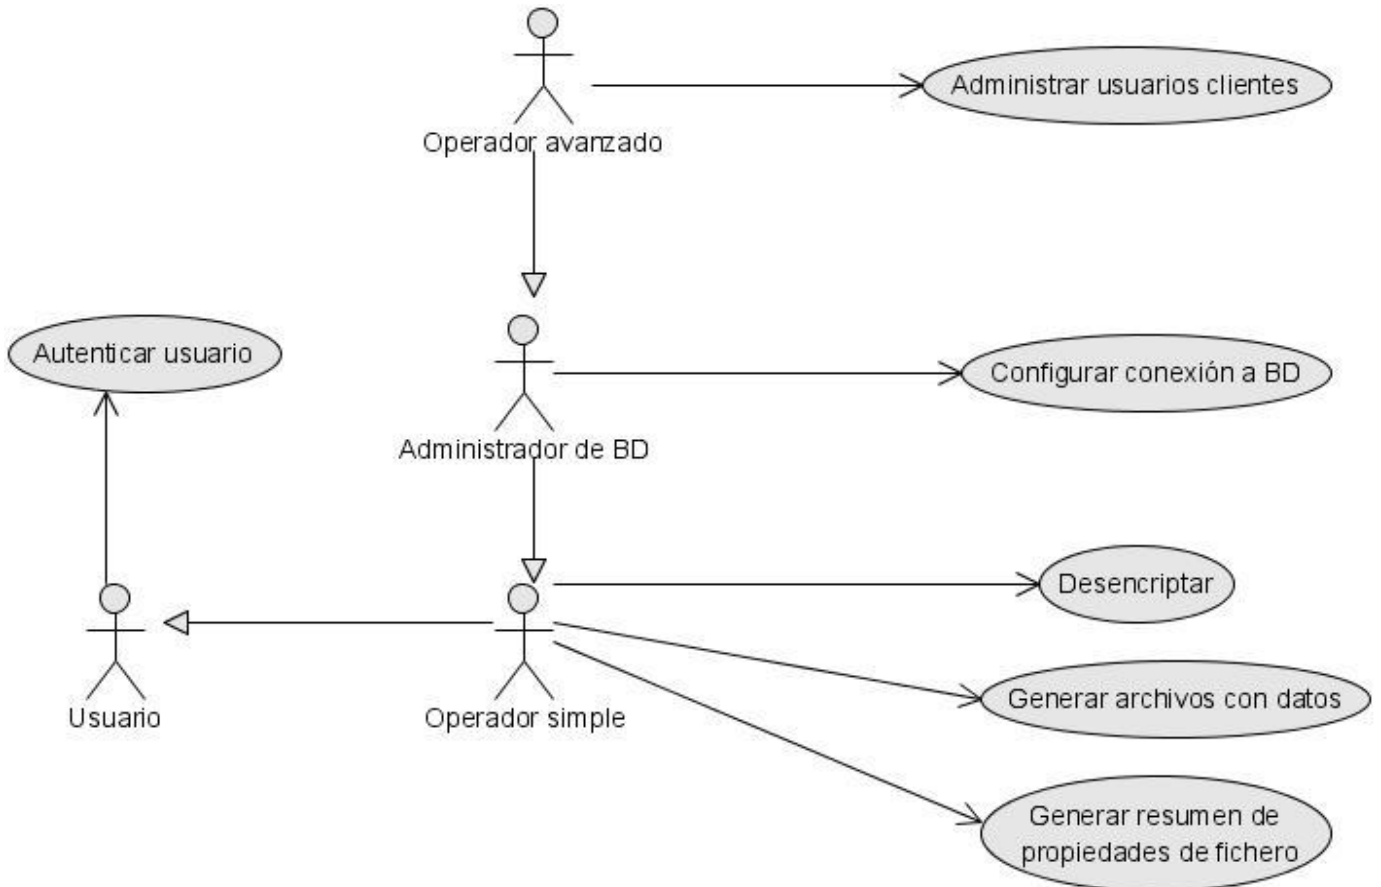 Operador avanzado
Administrar usuarios clientes
Autenticar usuario
Administrador de BD
Configurar conexión a BD
Usuario
Operador simple
Desencriptar
Generar archivos con datos
Generar resumen de
propiedades de fichero